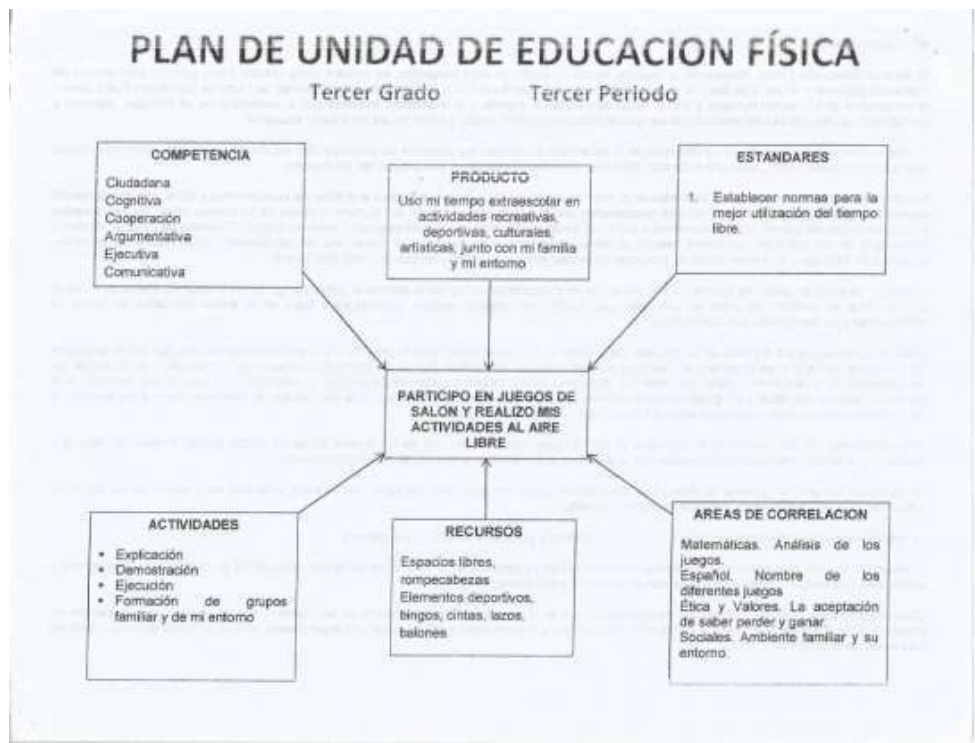 PLAN DE UNIDAD DE EDUCACION FÍSICA
Tercer Grado Tercer Periodo
COMPETENCIA
Ciudadana
Cognitiva
Cooperación
Argumentativa
Ejecutiva
Comunicativa
PRODUCTO
Uso mi tiempo extraescolar en
actividades recreativas,
deportivas, culturales,
artísticas, junto con mi familia
y mi entorno
ESTANDARES
1. Establecer normas para la
mejor utilización del tiempo
libre.
PARTICIPO EN JUEGOS DE
SALON Y REALIZO MIS
ACTIVIDADES AL AIRE
LIBRE
ACTIVIDADES
• Explicación
• Demostración
• Ejecución
• Formación de grupos
familiar y de mi entorno
RECURSOS
Espacios libres,
rompecabezas
Elementos deportivos,
bingos, cintas, lazos,
balones.
AREAS DE CORRELACION
Matemáticas. Análisis de los
juegos.
Español. Nombre de los
diferentes juegos
Ética y Valores. La aceptación
de saber perder y ganar.
Sociales. Ambiente familiar y su
entorno.